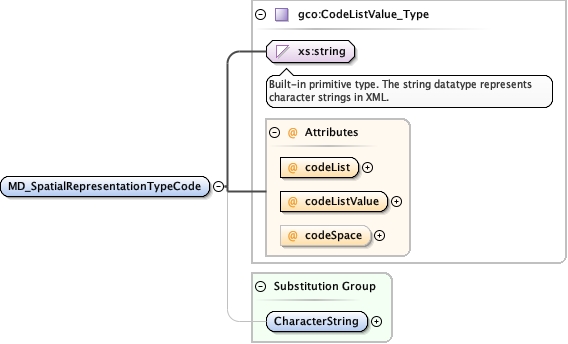 gco:CodeListValue_Type
xs:string
Built-in primitive type. The string datatype represents
character strings in XML.
@ Attributes
@ codeList
MD_SpatialRepresentationTypeCode
@ codeListValue
@ codeSpace
Substitution Group
CharacterString